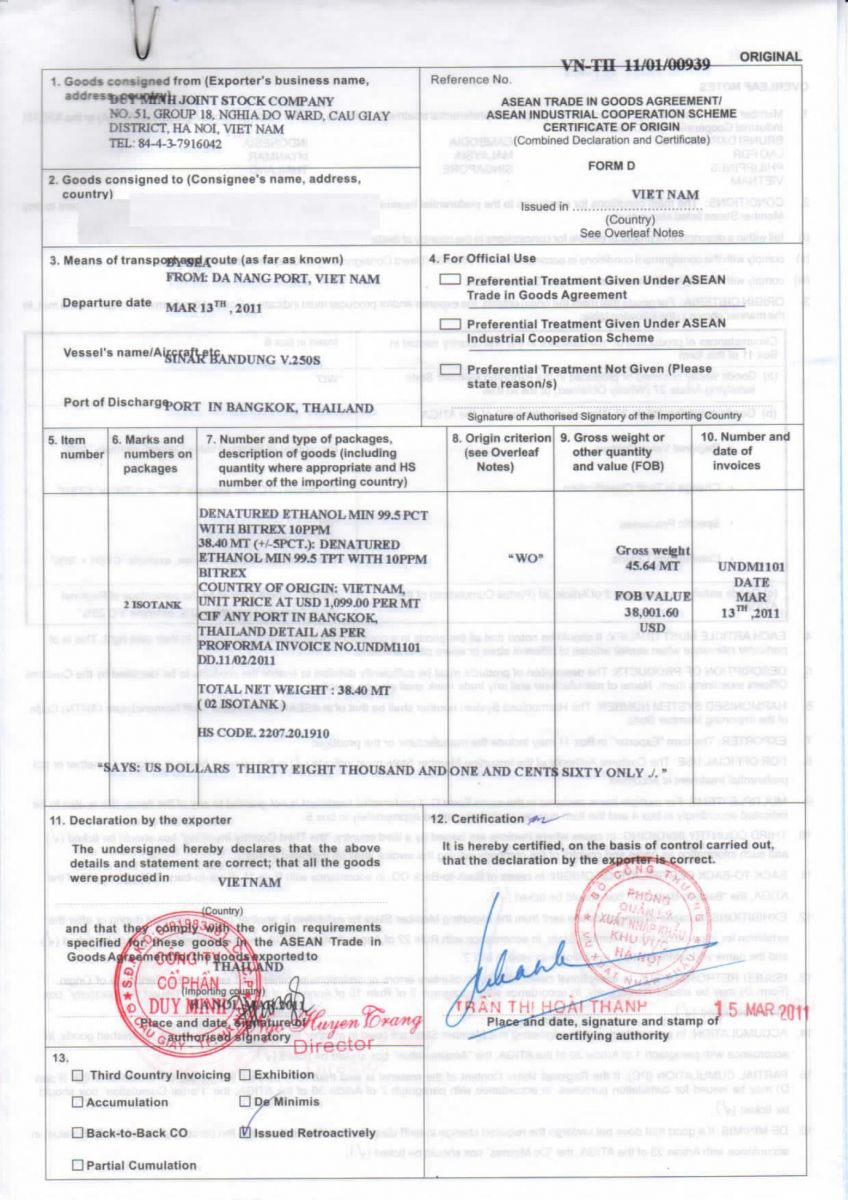 ORIGINAL
VN-TH 11/01/00939
1. Goods consigned from (Exporter's business name,
address, country)
DUY MINH JOINT STOCK COMPANY
NO. 51, GROUP 18, NGHIA DO WARD, CAU GIAY
DISTRICT, HA NOI, VIET NAM
TEL: 84-4-3-7916042
2. Goods consigned to (Consignee's name, address,
country)
Reference No.
ASEAN TRADE IN GOODS AGREEMENT/
ASEAN INDUSTRIAL COOPERATION SCHEME
CERTIFICATE OF ORIGIN
(Combined Declaration and Certificate)
FORM D
VIET NAM
Issued in
(Country)
See Overleaf Notes
3. Means of transport and route (as far as known)
BY SEA
FROM: DA NANG PORT, VIET NAM
Departure date MAR 13TH, 2011
Vessel's name/Aircraft etc.
SINAR BANDUNG V.250S
Port of Discharge PORT IN BANGKOK, THAILAND
4. For Official Use
Preferential Treatment Given Under ASEAN
Trade in Goods Agreement
Preferential Treatment Given Under ASEAN
Industrial Cooperation Scheme
Preferential Treatment Not Given (Please
state reason/s)
Signature of Authorised Signatory of the Importing Country
5. Item
number
6. Marks and
numbers on
packages
7. Number and type of packages,
description of goods (including
quantity where appropriate and HS
number of the importing country)
8. Origin criterion
(see Overleaf
Notes)
9. Gross weight or
other quantity
and value (FOB)
10. Number and
date of
invoices
2 ISOTANK
DENATURED ETHANOL MIN 99.5 PCT
WITH BITREX 10PPM
38.40 MT (+/-5PCT.): DENATURED
ETHANOL MIN 99.5 TPT WITH 10PPM
BITREX
COUNTRY OF ORIGIN: VIETNAM,
UNIT PRICE AT USD 1,099.00 PER MT
CIF ANY PORT IN BANGKOK,
THAILAND DETAIL AS PER
PROFORMA INVOICE NO.UNDM1101
DD.11/02/2011
TOTAL NET WEIGHT : 38.40 MT
( 02 ISOTANK )
HS CODE. 2207.20.1910
"WO"
Gross weight
45.64 MT
FOB VALUE
38,001.60
USD
UNDM1101
DATE
MAR
13TH ,2011
"SAYS: US DOLLARS THIRTY EIGHT THOUSAND AND ONE AND CENTS SIXTY ONLY ./. "
11. Declaration by the exporter
The undersigned hereby declares that the above
details and statement are correct; that all the goods
were produced in
VIETNAM
(Country)
and that they comply with the origin requirements
specified for these goods in the ASEAN Trade in
Goods Agreement for the goods exported to
THAILAND
(Importing country)
HANOI, MAR 2011
Place and date, signature of
authorised signatory
CÔNG TY
CỔ PHẦN
DUY MINH
Huyen Trang
Director
12. Certification
It is hereby certified, on the basis of control carried out,
that the declaration by the exporter is correct.
BỘ CÔNG THƯƠNG
PHÒNG
QUẢN LÝ
XUẤT NHẬP KHẨU
KHU VỰC
HÀ NỘI
TRẦN THỊ HOÀI THANH
15 MAR 2011
Place and date, signature and stamp of
certifying authority
13.
Third Country Invoicing
Exhibition
Accumulation
De Minimis
Back-to-Back CO
Issued Retroactively
Partial Cumulation